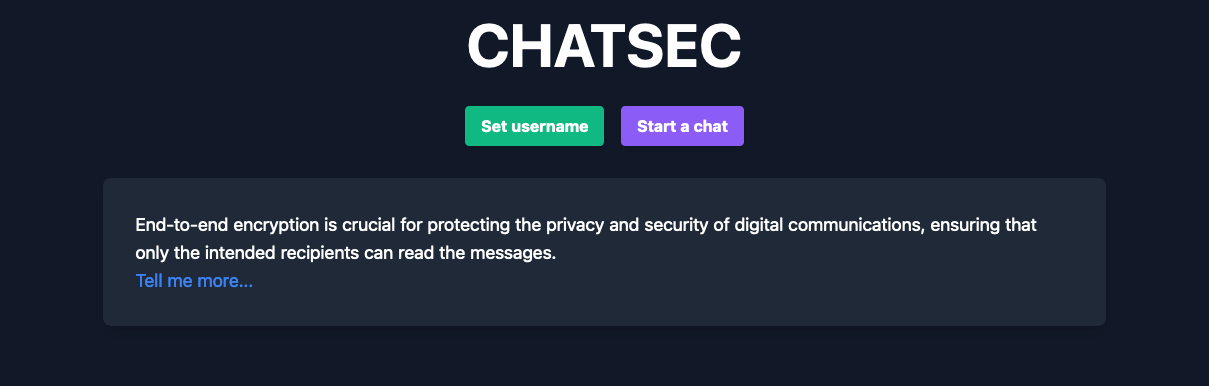 CHATSEC
Set username
Start a chat
End-to-end encryption is crucial for protecting the privacy and security of digital communications, ensuring that
only the intended recipients can read the messages.
Tell me more...